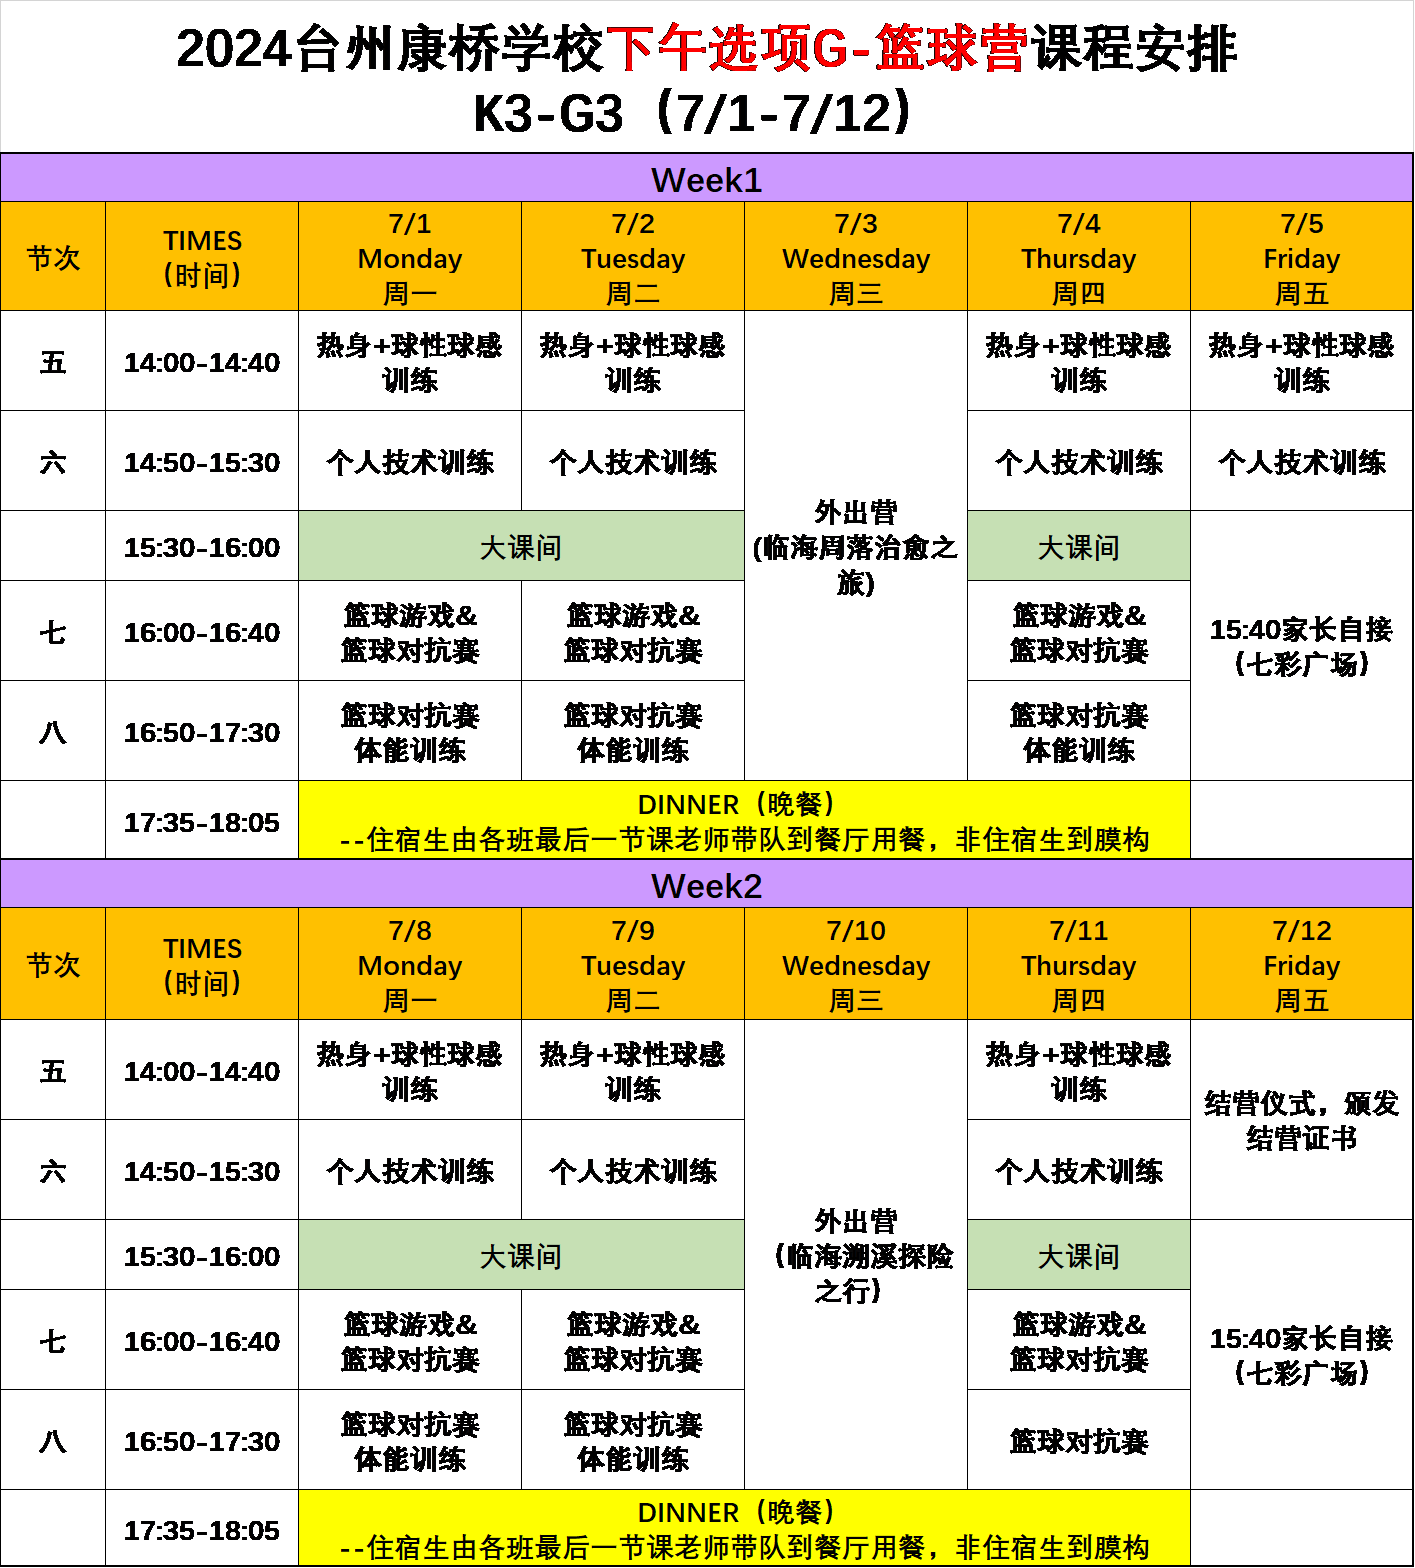 2024台州康桥学校下午选项G-篮球营课程安排
K3-G3（7/1-7/12）
Week1
节次
TIMES
（时间）
7/1
Monday
周一
7/2
Tuesday
周二
7/3
Wednesday
周三
7/4
Thursday
周四
7/5
Friday
周五
五
14:00-14:40
热身+球性球感
训练
热身+球性球感
训练
外出营
(临海周落治愈之
旅)
热身+球性球感
训练
热身+球性球感
训练
六
14:50-15:30
个人技术训练
个人技术训练
个人技术训练
个人技术训练
15:30-16:00
大课间
大课间
15:40家长自接
（七彩广场）
七
16:00-16:40
篮球游戏&
篮球对抗赛
篮球游戏&
篮球对抗赛
篮球游戏&
篮球对抗赛
八
16:50-17:30
篮球对抗赛
体能训练
篮球对抗赛
体能训练
篮球对抗赛
体能训练
17:35-18:05
DINNER（晚餐）
--住宿生由各班最后一节课老师带队到餐厅用餐，非住宿生到膜构
Week2
节次
TIMES
（时间）
7/8
Monday
周一
7/9
Tuesday
周二
7/10
Wednesday
周三
7/11
Thursday
周四
7/12
Friday
周五
五
14:00-14:40
热身+球性球感
训练
热身+球性球感
训练
外出营
（临海溯溪探险
之行）
热身+球性球感
训练
结营仪式，颁发
结营证书
六
14:50-15:30
个人技术训练
个人技术训练
个人技术训练
15:30-16:00
大课间
大课间
15:40家长自接
（七彩广场）
七
16:00-16:40
篮球游戏&
篮球对抗赛
篮球游戏&
篮球对抗赛
篮球游戏&
篮球对抗赛
八
16:50-17:30
篮球对抗赛
体能训练
篮球对抗赛
体能训练
篮球对抗赛
17:35-18:05
DINNER（晚餐）
--住宿生由各班最后一节课老师带队到餐厅用餐，非住宿生到膜构